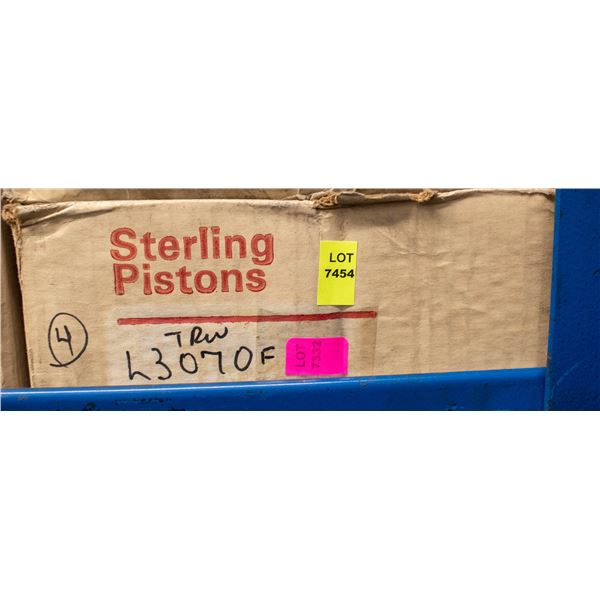 Sterling
Pistons
LOT
7454
4
TRW
L3070F
LOT
7332